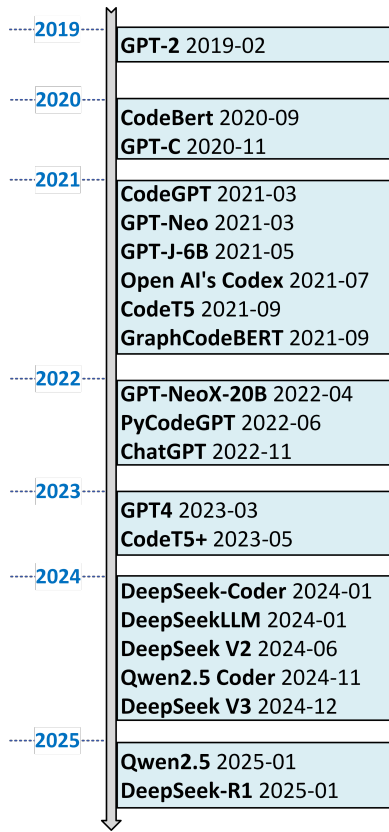 2019
GPT-2 2019-02
2020
CodeBert 2020-09
GPT-C 2020-11
2021
CodeGPT 2021-03
GPT-Neo 2021-03
GPT-J-6B 2021-05
Open AI's Codex 2021-07
CodeT5 2021-09
GraphCodeBERT 2021-09
2022
GPT-NeoX-20B 2022-04
PyCodeGPT 2022-06
ChatGPT 2022-11
2023
GPT4 2023-03
CodeT5+ 2023-05
2024
DeepSeek-Coder 2024-01
DeepSeekLLM 2024-01
DeepSeek V2 2024-06
Qwen2.5 Coder 2024-11
DeepSeek V3 2024-12
2025
Qwen2.5 2025-01
DeepSeek-R1 2025-01